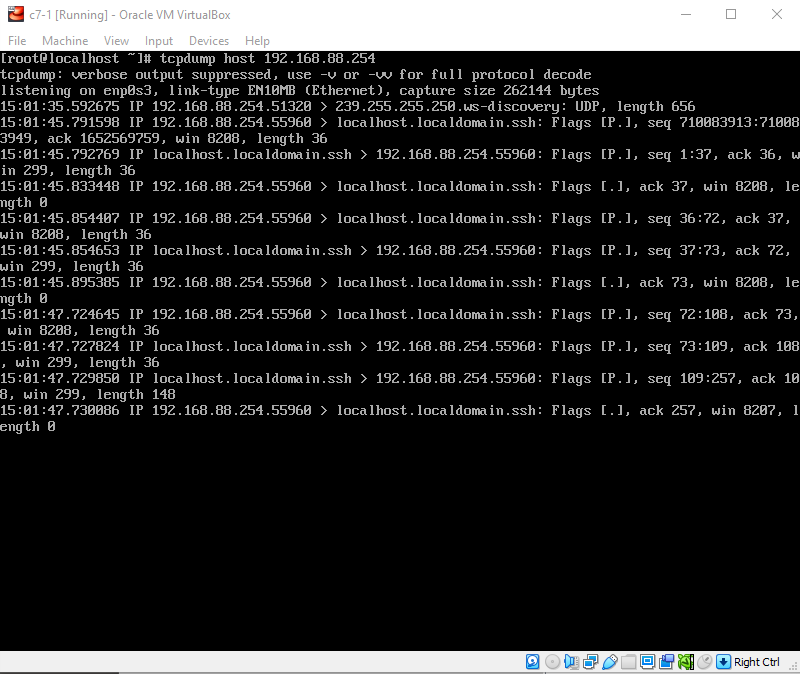 c7-1 [Running] - Oracle VM VirtualBox
File Machine View Input Devices Help
[root@localhost ~]# tcpdump host 192.168.88.254
tcpdump: verbose output suppressed, use -v or -vv for full protocol decode
listening on enp0s3, link-type EN10MB (Ethernet), capture size 262144 bytes
15:01:35.592675 IP 192.168.88.254.51320 > 239.255.255.250.ws-discovery: UDP, length 656
15:01:45.791598 IP 192.168.88.254.55960 > localhost.localdomain.ssh: Flags [P.], seq 710083913:71008
3949, ack 1652569759, win 8208, length 36
15:01:45.792769 IP localhost.localdomain.ssh > 192.168.88.254.55960: Flags [P.], seq 1:37, ack 36, w
in 299, length 36
15:01:45.833448 IP 192.168.88.254.55960 > localhost.localdomain.ssh: Flags [.], ack 37, win 8208, le
ngth 0
15:01:45.854407 IP 192.168.88.254.55960 > localhost.localdomain.ssh: Flags [P.], seq 36:72, ack 37,
win 8208, length 36
15:01:45.854653 IP localhost.localdomain.ssh > 192.168.88.254.55960: Flags [P.], seq 37:73, ack 72,
win 299, length 36
15:01:45.895385 IP 192.168.88.254.55960 > localhost.localdomain.ssh: Flags [.], ack 73, win 8208, le
ngth 0
15:01:47.724645 IP 192.168.88.254.55960 > localhost.localdomain.ssh: Flags [P.], seq 72:108, ack 73,
 win 8208, length 36
15:01:47.727824 IP localhost.localdomain.ssh > 192.168.88.254.55960: Flags [P.], seq 73:109, ack 108
, win 299, length 36
15:01:47.729850 IP localhost.localdomain.ssh > 192.168.88.254.55960: Flags [P.], seq 109:257, ack 10
8, win 299, length 148
15:01:47.730086 IP 192.168.88.254.55960 > localhost.localdomain.ssh: Flags [.], ack 257, win 8207, l
ength 0
Right Ctrl